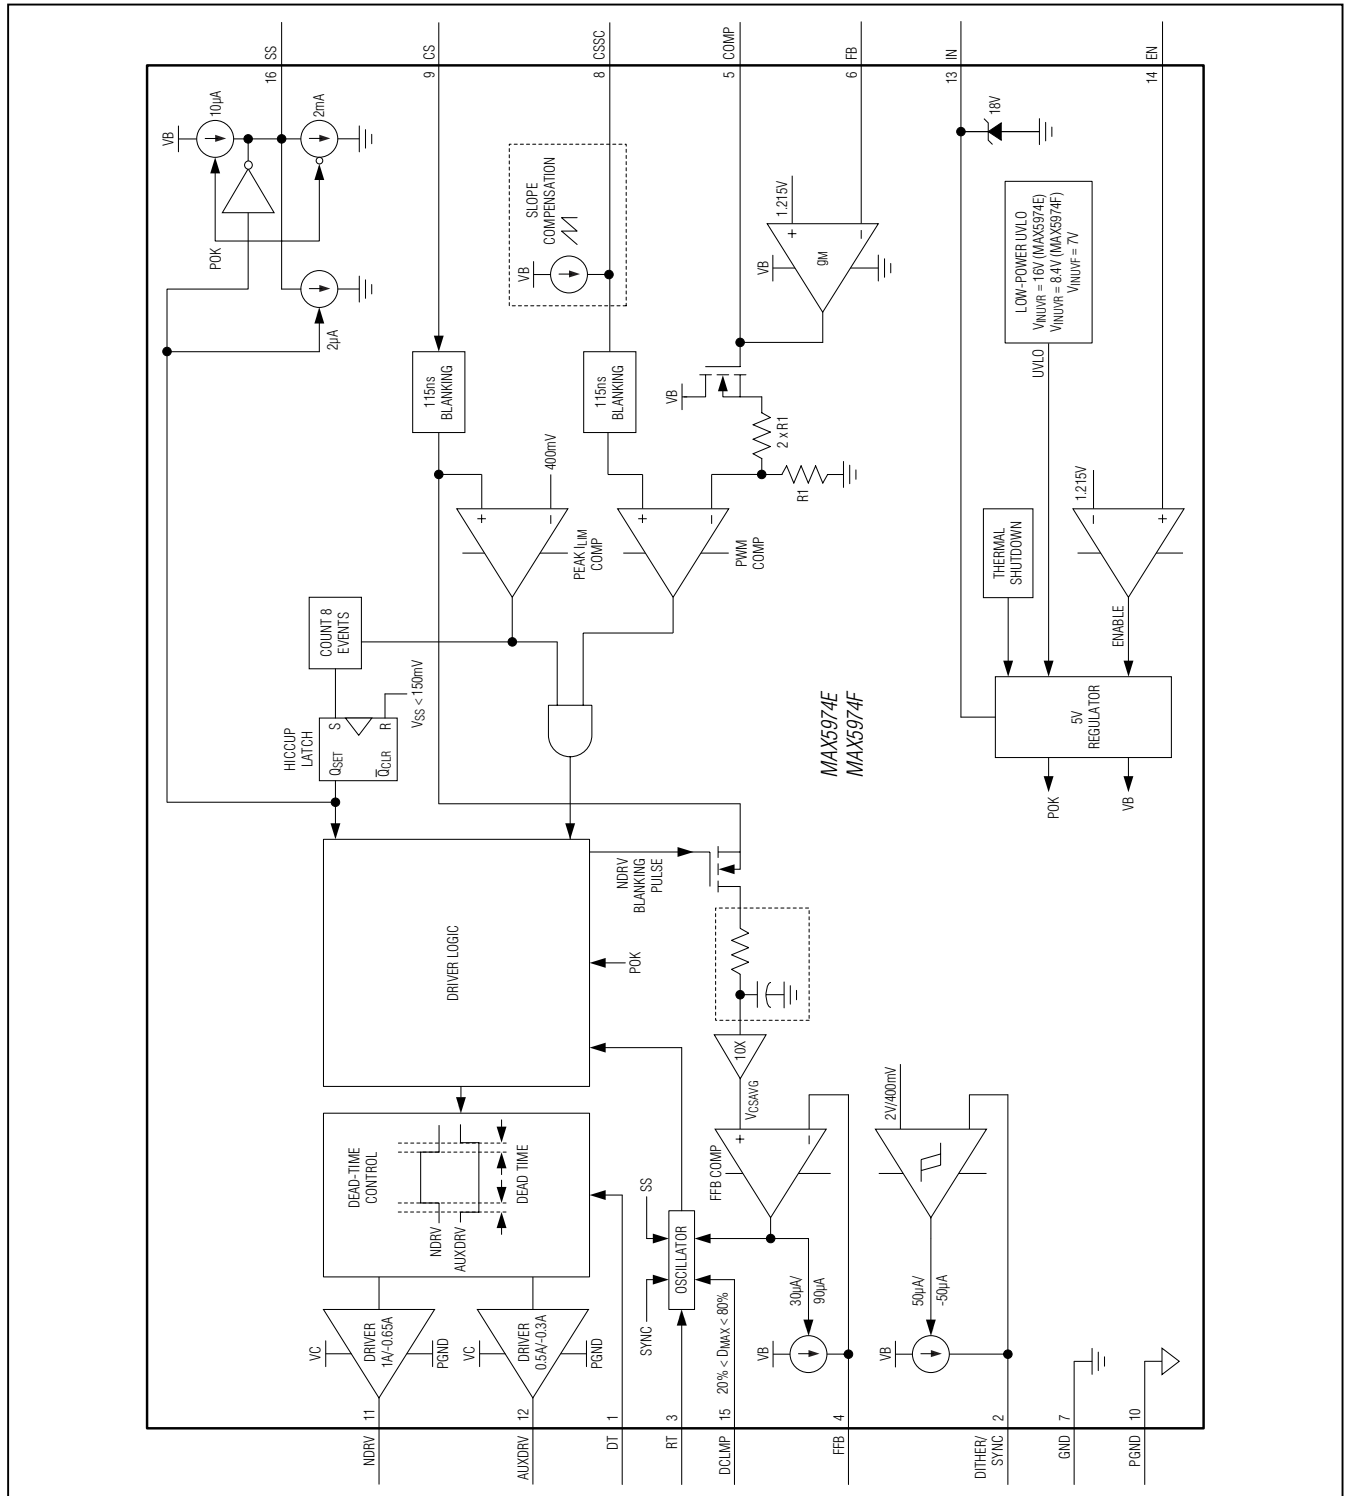 16 SS
9 CS
8 CSSC
5 COMP
6 FB
13 IN
14 EN
VB
10µA
2mA
POK
2µA
SLOPE
COMPENSATION
VB
1.215V
+
−
VB
gM
18V
LOW-POWER UVLO
VINUVR = 16V (MAX5974E)
VINUVR = 8.4V (MAX5974F)
VINUVF = 7V
UVLO
115ns
BLANKING
115ns
BLANKING
VB
2 x R1
R1
400mV
+
−
PEAK ILIM
COMP
+
−
PWM
COMP
THERMAL
SHUTDOWN
1.215V
−
+
ENABLE
COUNT 8
EVENTS
HICCUP
LATCH
S
R
QSET
QCLR
VSS < 150mV
MAX5974E
MAX5974F
5V
REGULATOR
POK
VB
DRIVER LOGIC
NDRV
BLANKING
PULSE
POK
10X
VCSAVG
FFB COMP
+
−
2V/400mV
DEAD-TIME
CONTROL
NDRV
AUXDRV
DEAD TIME
SS
SYNC
OSCILLATOR
20% < DMAX < 80%
30µA/
90µA
VB
50µA/
-50µA
VB
VC
DRIVER
1A/-0.65A
PGND
VC
DRIVER
0.5A/-0.3A
PGND
NDRV 11
AUXDRV 12
DT 1
RT 3
DCLMP 15
FFB 4
DITHER/
SYNC 2
GND 7
PGND 10